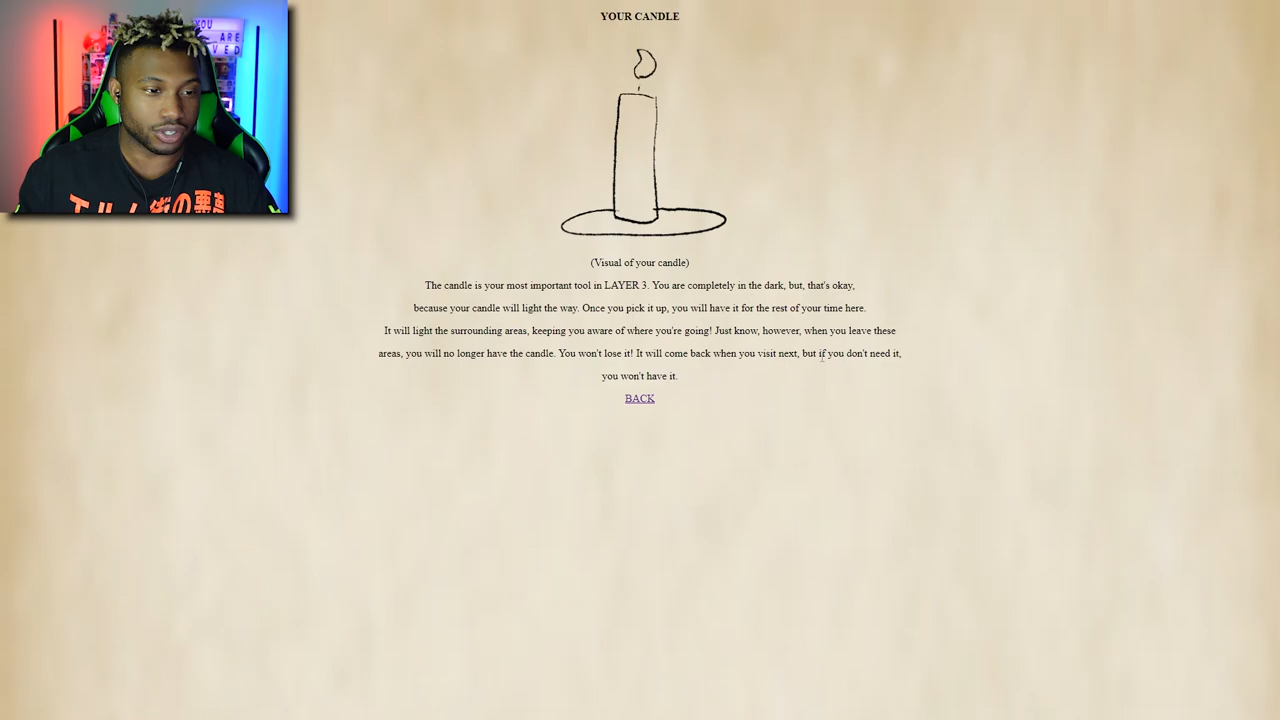 YOU
ARE
VED
YOUR CANDLE
(Visual of your candle)
The candle is your most important tool in LAYER 3. You are completely in the dark, but, that's okay,
because your candle will light the way. Once you pick it up, you will have it for the rest of your time here.
It will light the surrounding areas, keeping you aware of where you're going! Just know, however, when you leave these
areas, you will no longer have the candle. You won't lose it! It will come back when you visit next, but if you don't need it,
you won't have it.
BACK